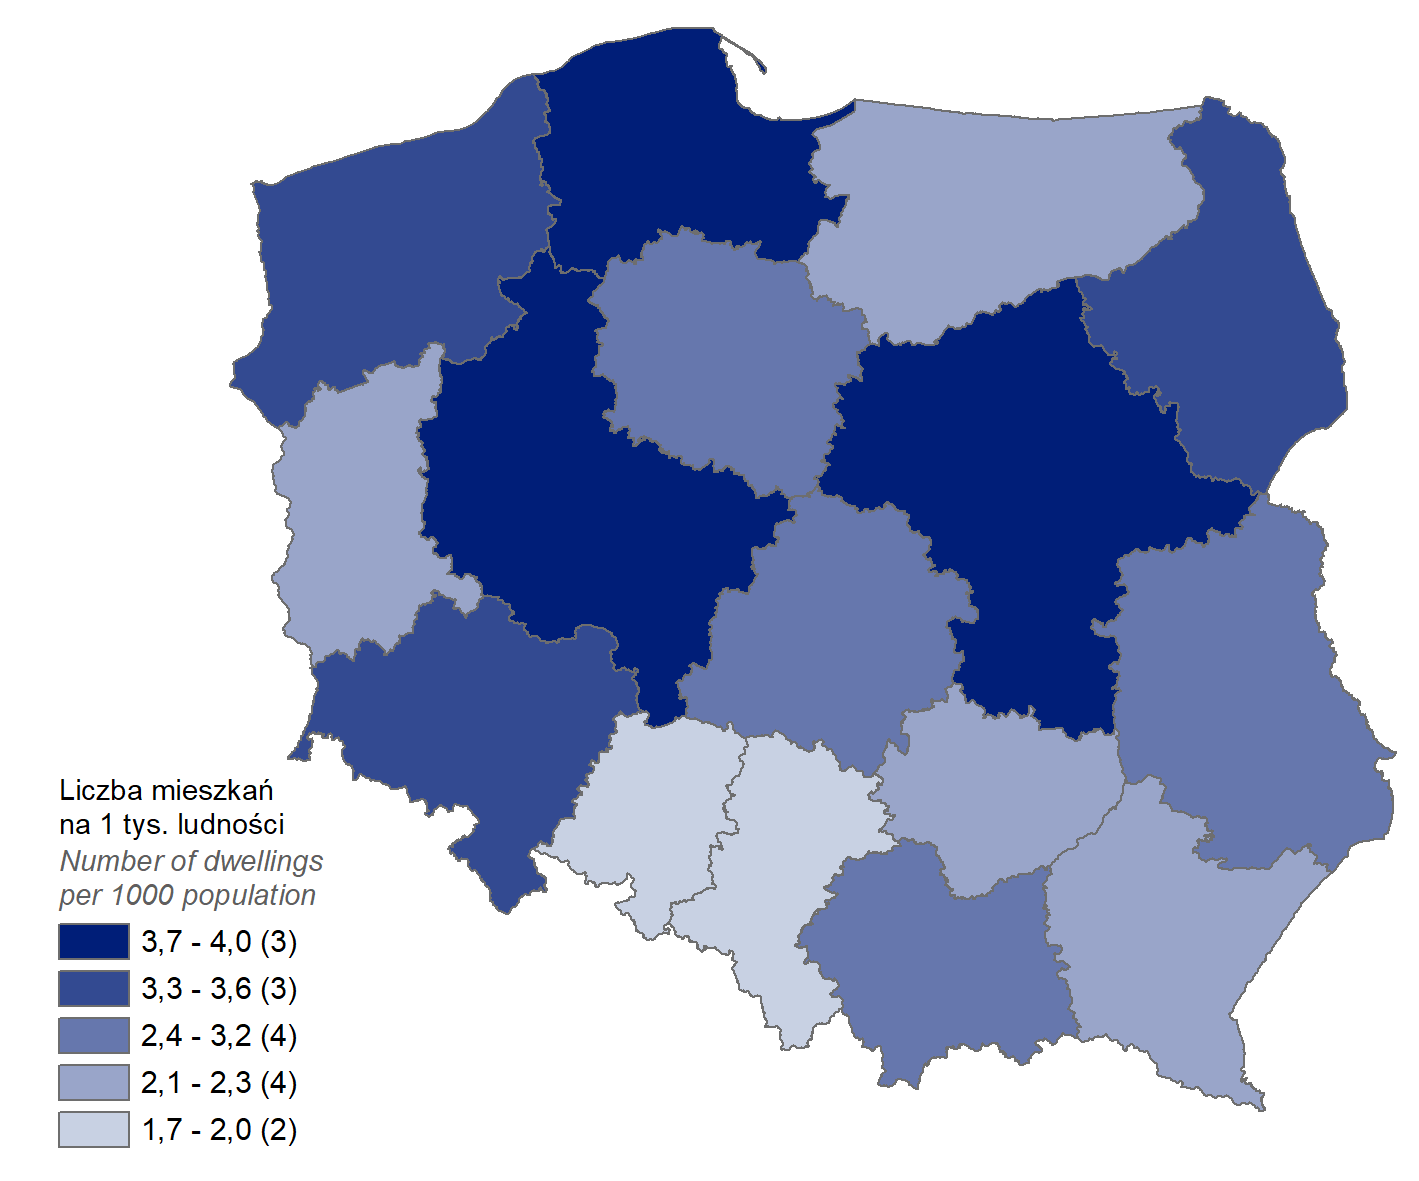 Liczba mieszkań
na 1 tys. ludności
Number of dwellings
per 1000 population
3,7 - 4,0 (3)
3,3 - 3,6 (3)
2,4 - 3,2 (4)
2,1 - 2,3 (4)
1,7 - 2,0 (2)